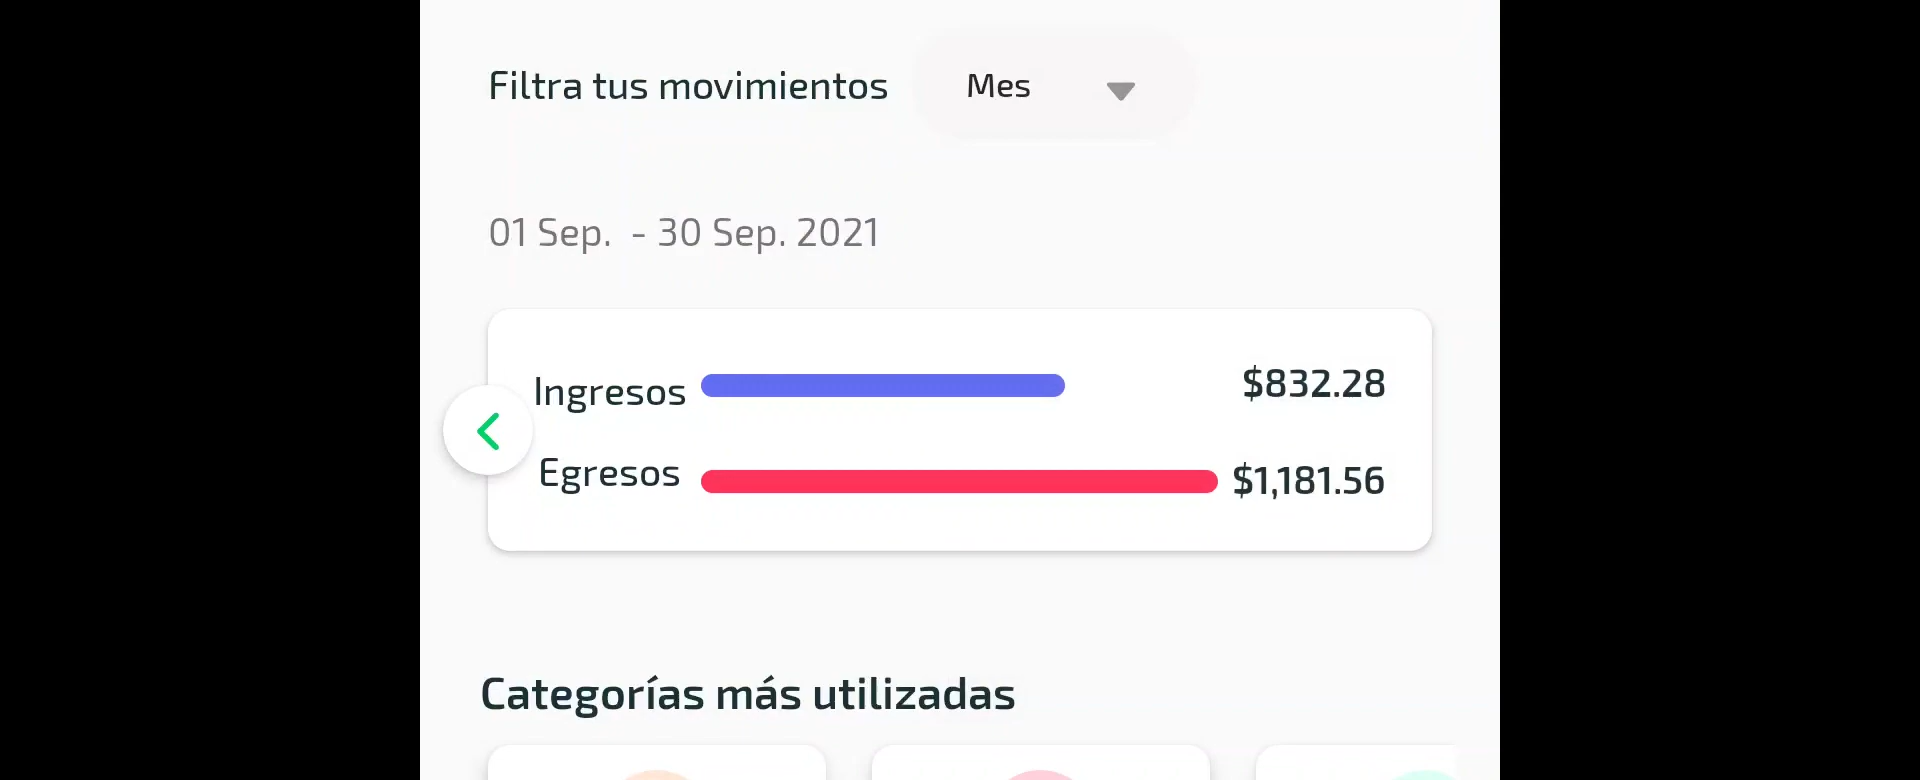 Filtra tus movimientos Mes
01 Sep. - 30 Sep. 2021
Ingresos $832.28
Egresos $1,181.56
Categorías más utilizadas